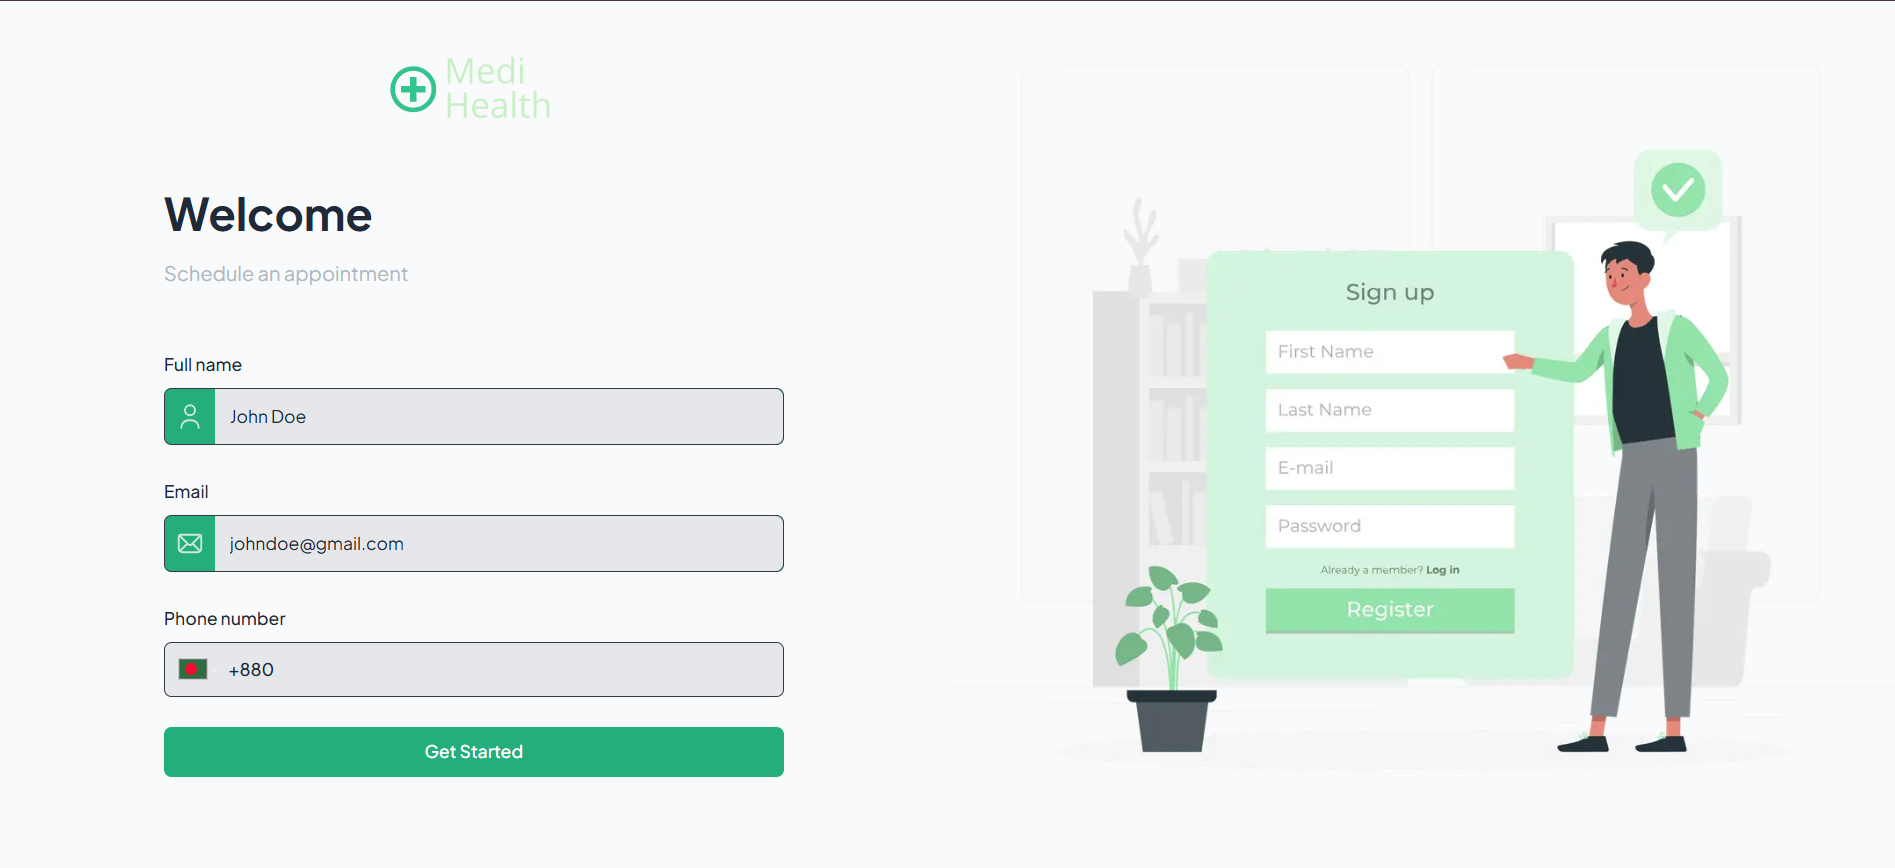 Medi
Health
Welcome
Schedule an appointment
Full name
John Doe
Email
johndoe@gmail.com
Phone number
+880
Get Started
Sign up
First Name
Last Name
E-mail
Password
Already a member? Log in
Register